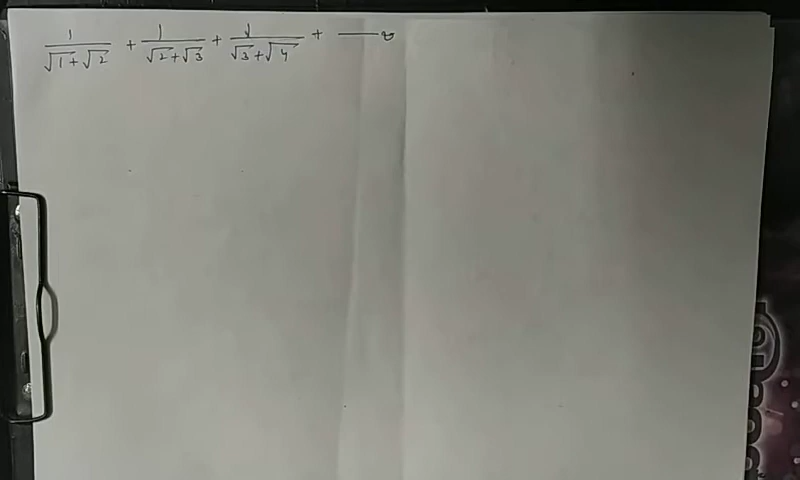 1/(√1+√2) + 1/(√2+√3) + 1/(√3+√4) + —— ∞